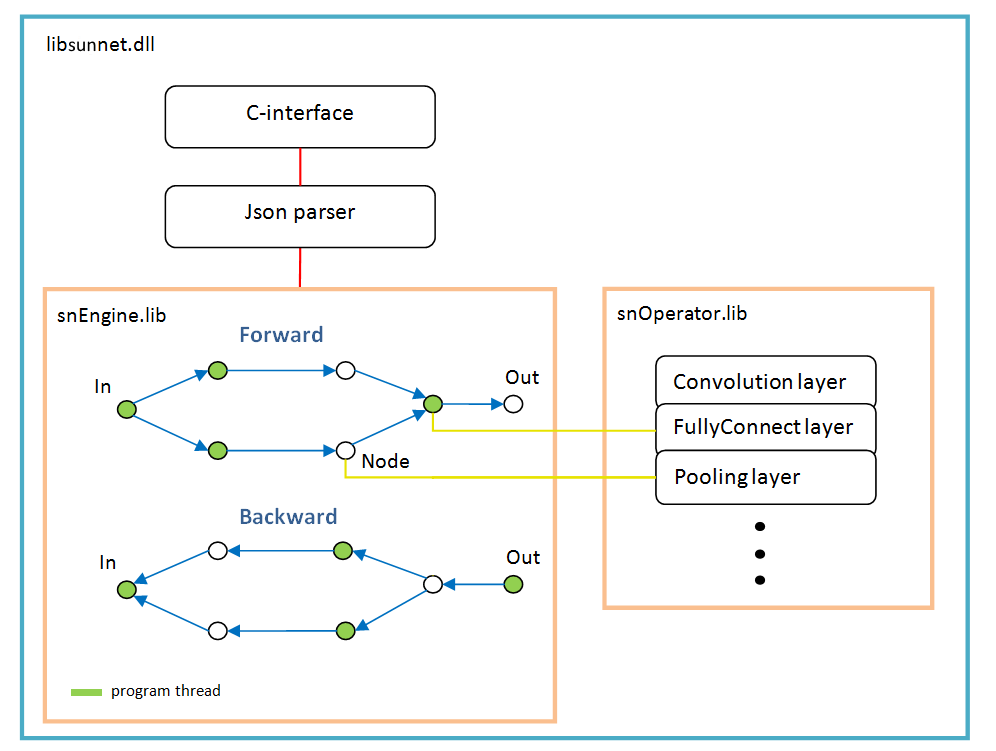 libsunnet.dll
C-interface
Json parser
snEngine.lib
Forward
In
Out
Node
Backward
In
Out
program thread
snOperator.lib
Convolution layer
FullyConnect layer
Pooling layer